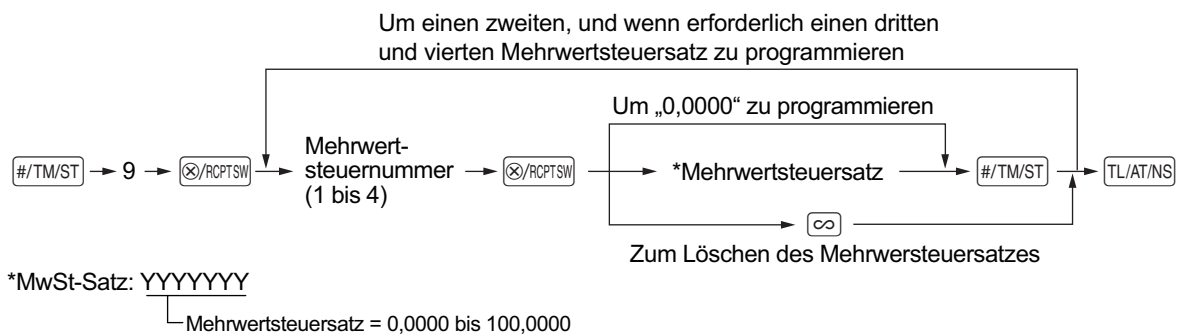 Um einen zweiten, und wenn erforderlich einen dritten
und vierten Mehrwertsteuersatz zu programmieren
Um „0,0000“ zu programmieren
#/TM/ST 9 ⊗/RCPTSW Mehrwert-
steuernummer
(1 bis 4) ⊗/RCPTSW *Mehrwertsteuersatz #/TM/ST TL/AT/NS
∞
Zum Löschen des Mehrwersteuersatzes
*MwSt-Satz: YYYYYYY
Mehrwertsteuersatz = 0,0000 bis 100,0000